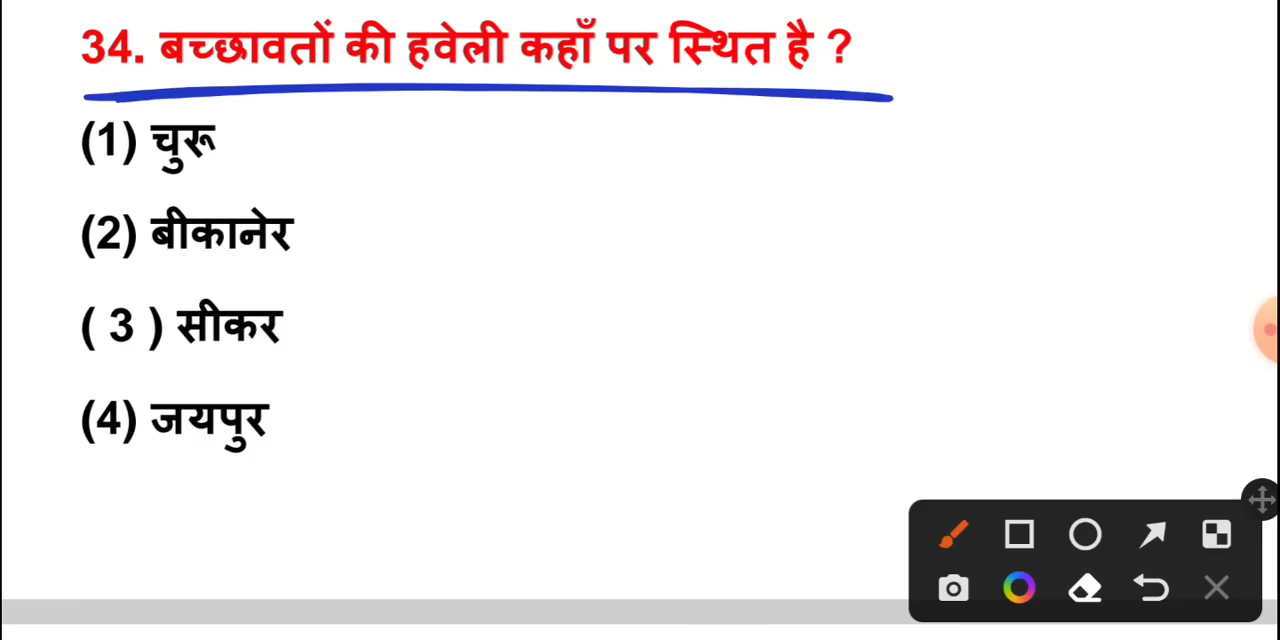 34. बच्छावतों की हवेली कहाँ पर स्थित है ?
(1) चुरू
(2) बीकानेर
( 3 ) सीकर
(4) जयपुर